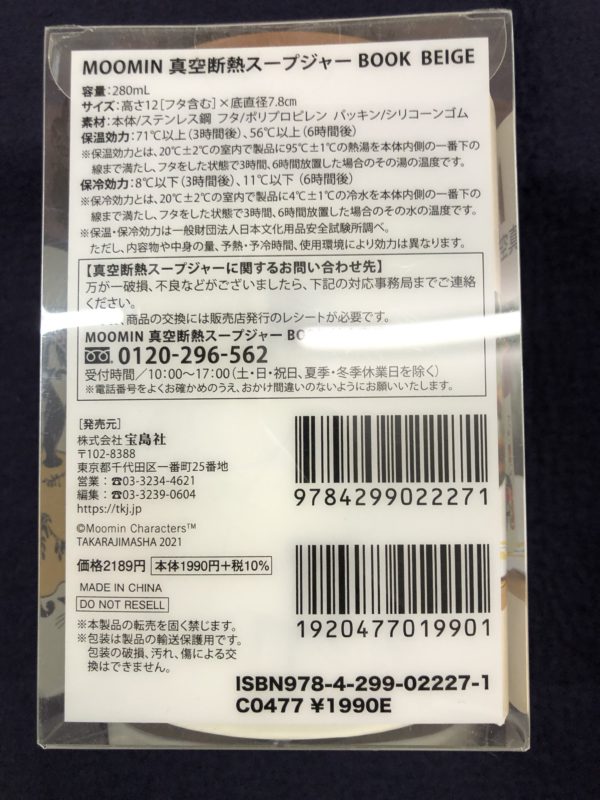 MOOMIN 真空断熱スープジャー BOOK BEIGE
容量：280mL
サイズ：高さ12[フタ含む]×底直径7.8㎝
素材：本体/ステンレス鋼 フタ/ポリプロピレン パッキン/シリコーンゴム
保温効力：71℃以上(3時間後)、56℃以上(6時間後)
※保温効力とは、20℃±2℃の室内で製品に95℃±1℃の熱湯を本体内側の一番下の
線まで満たし、フタをした状態で3時間、6時間放置した場合のその湯の温度です。
保冷効力：8℃以下(3時間後)、11℃以下(6時間後)
※保冷効力とは、20℃±2℃の室内で製品に4℃±1℃の冷水を本体内側の一番下の
線まで満たし、フタをした状態で3時間、6時間放置した場合のその水の温度です。
※保温・保冷効力は一般財団法人日本文化用品安全試験所調べ。
ただし、内容物や中身の量、予熱・予冷時間、使用環境により効力は異なります。
【真空断熱スープジャーに関するお問い合わせ先】
万が一破損、不良などがございましたら、下記の対応事務局までご連絡
ください。
、商品の交換には販売店発行のレシートが必要です。
MOOMIN 真空断熱スープジャー
0120-296-562
受付時間／10:00～17:00(土・日・祝日、夏季・冬季休業日を除く)
※電話番号をよくお確かめのうえ、おかけ間違いのないようにお願いいたします。
[発売元]
株式会社 宝島社
〒102-8388
東京都千代田区一番町25番地
営業：☎03-3234-4621
編集：☎03-3239-0604
https://tkj.jp
©Moomin Characters™
TAKARAJIMASHA 2021
価格2189円 本体1990円+税10%
MADE IN CHINA
DO NOT RESELL
※本製品の転売を固く禁じます。
※包装は製品の輸送保護用です。
包装の破損、汚れ、傷による交
換はできません。
9784299022271
1920477019901
ISBN978-4-299-02227-1
C0477 ¥1990E